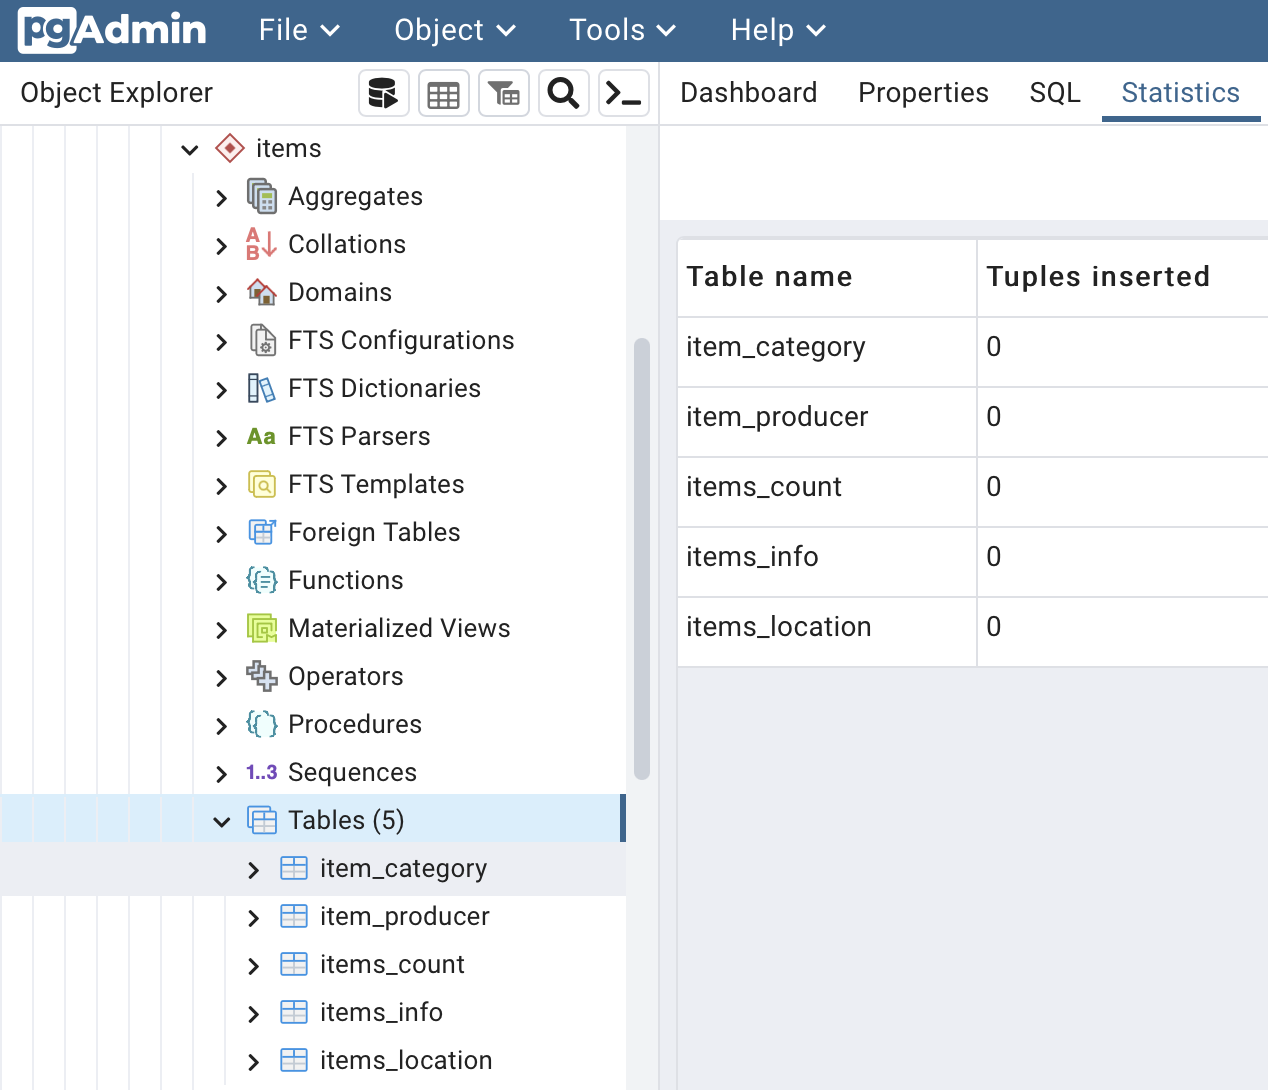 pgAdmin File Object Tools Help
Object Explorer
Dashboard Properties SQL Statistics
items
Aggregates
A
B
Collations
Domains
FTS Configurations
FTS Dictionaries
Aa FTS Parsers
FTS Templates
Foreign Tables
Functions
Materialized Views
Operators
Procedures
1..3 Sequences
Tables (5)
item_category
item_producer
items_count
items_info
items_location
Table name Tuples inserted
item_category 0
item_producer 0
items_count 0
items_info 0
items_location 0